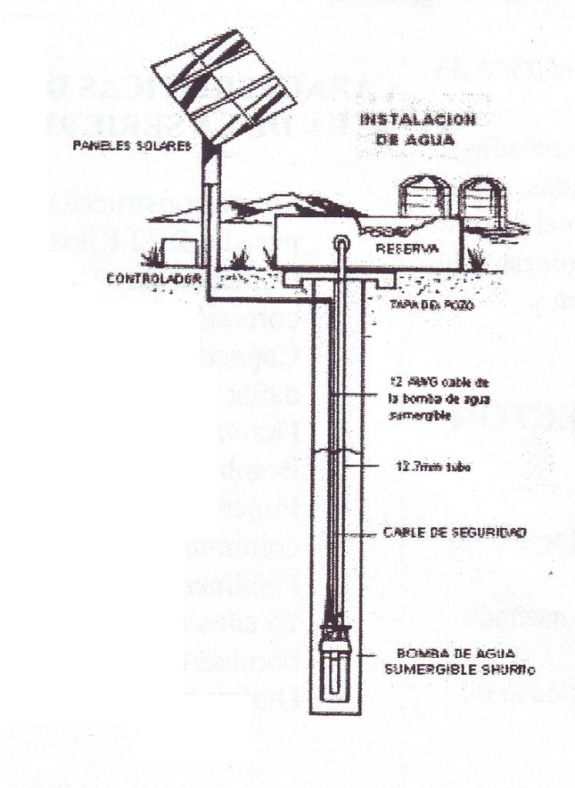 INSTALACION
DE AGUA
PANELES SOLARES
RESERVA
CONTROLADOR
TAPA DEL POZO
12 AWG cable de
la bomba de agua
sumergible
12.7mm tubo
CABLE DE SEGURIDAD
BOMBA DE AGUA
SUMERGIBLE SHURflo